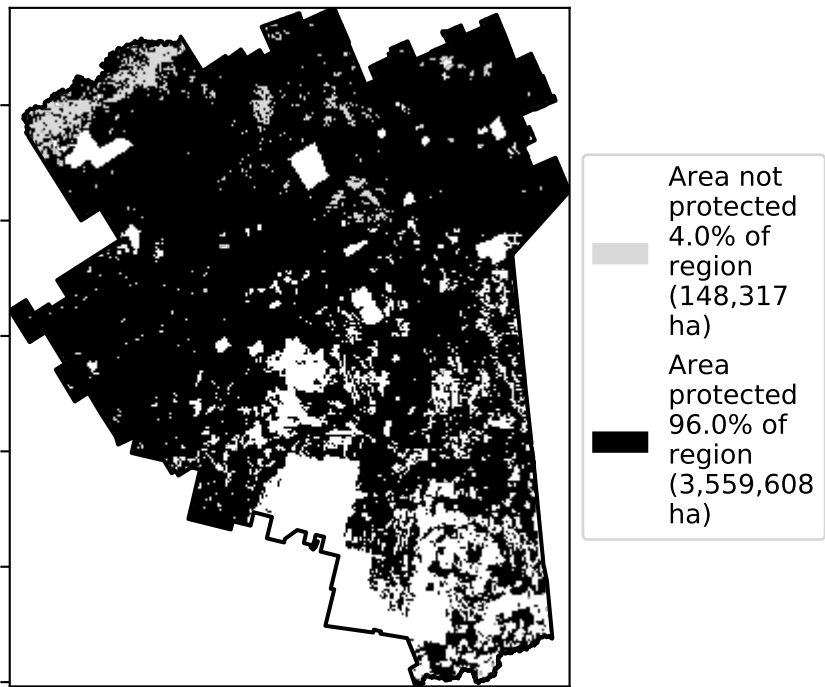 Area not
protected
4.0% of
region
(148,317
ha)
Area
protected
96.0% of
region
(3,559,608
ha)